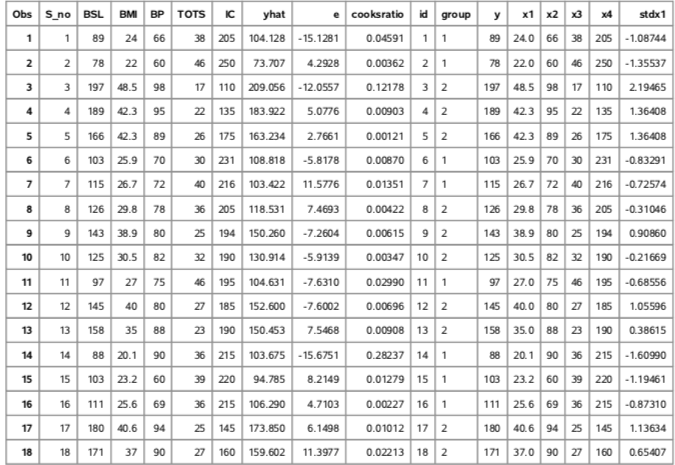 Obs S_no BSL BMI BP TOTS IC yhat e cooksratio id group y x1 x2 x3 x4 stdx1
1 1 89 24 66 38 205 104.128 -15.1281 0.04591 1 1 89 24.0 66 38 205 -1.08744
2 2 78 22 60 46 250 73.707 4.2928 0.00362 2 1 78 22.0 60 46 250 -1.35537
3 3 197 48.5 98 17 110 209.056 -12.0557 0.12178 3 2 197 48.5 98 17 110 2.19465
4 4 189 42.3 95 22 135 183.922 5.0776 0.00903 4 2 189 42.3 95 22 135 1.36408
5 5 166 42.3 89 26 175 163.234 2.7661 0.00121 5 2 166 42.3 89 26 175 1.36408
6 6 103 25.9 70 30 231 108.818 -5.8178 0.00870 6 1 103 25.9 70 30 231 -0.83291
7 7 115 26.7 72 40 216 103.422 11.5776 0.01351 7 1 115 26.7 72 40 216 -0.72574
8 8 126 29.8 78 36 205 118.531 7.4693 0.00422 8 2 126 29.8 78 36 205 -0.31046
9 9 143 38.9 80 25 194 150.260 -7.2604 0.00615 9 2 143 38.9 80 25 194 0.90860
10 10 125 30.5 82 32 190 130.914 -5.9139 0.00347 10 2 125 30.5 82 32 190 -0.21669
11 11 97 27 75 46 195 104.631 -7.6310 0.02990 11 1 97 27.0 75 46 195 -0.68556
12 12 145 40 80 27 185 152.600 -7.6002 0.00696 12 2 145 40.0 80 27 185 1.05596
13 13 158 35 88 23 190 150.453 7.5468 0.00908 13 2 158 35.0 88 23 190 0.38615
14 14 88 20.1 90 36 215 103.675 -15.6751 0.28237 14 1 88 20.1 90 36 215 -1.60990
15 15 103 23.2 60 39 220 94.785 8.2149 0.01279 15 1 103 23.2 60 39 220 -1.19461
16 16 111 25.6 69 36 215 106.290 4.7103 0.00227 16 1 111 25.6 69 36 215 -0.87310
17 17 180 40.6 94 25 145 173.850 6.1498 0.01012 17 2 180 40.6 94 25 145 1.13634
18 18 171 37 90 27 160 159.602 11.3977 0.02213 18 2 171 37.0 90 27 160 0.65407